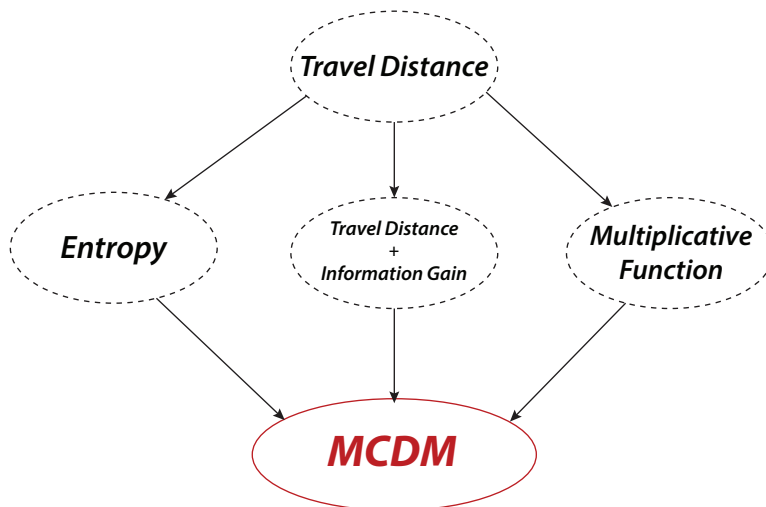 Travel Distance
Entropy
Travel Distance
+
Information Gain
Multiplicative
Function
MCDM